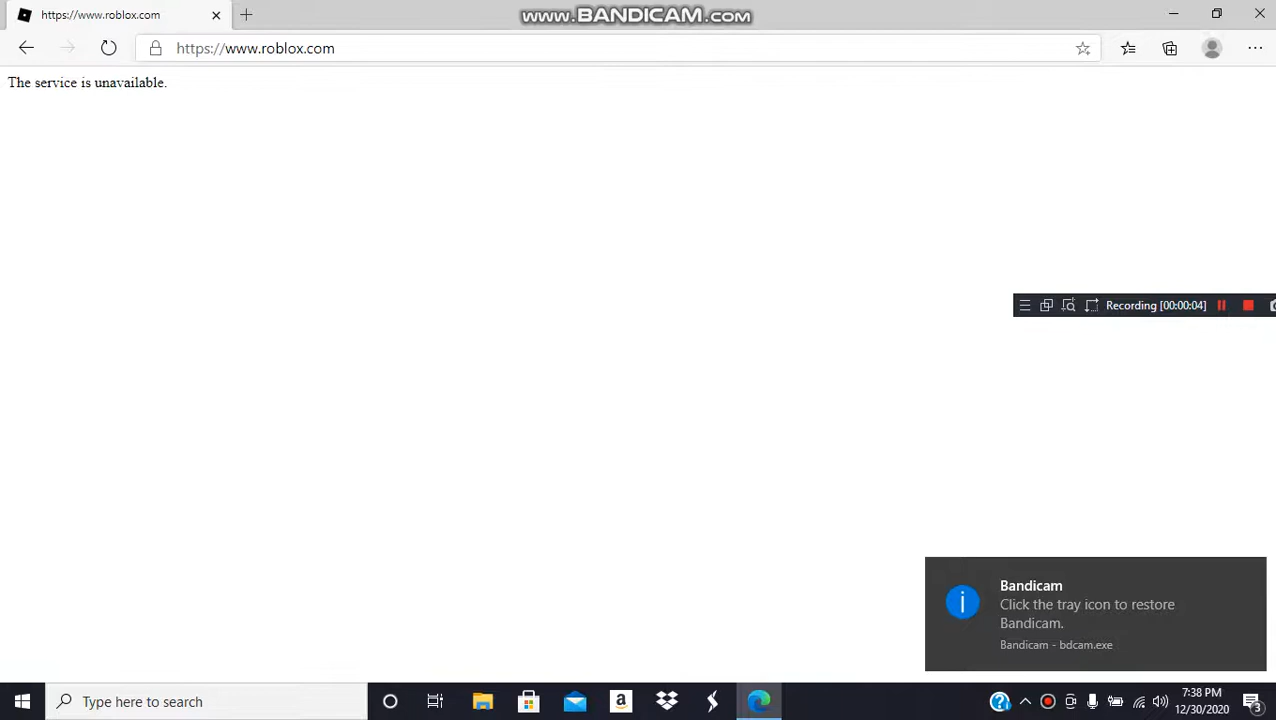 https://www.roblox.com
www.BANDICAM.com
https://www.roblox.com
The service is unavailable.
Recording [00:00:04]
Bandicam
Click the tray icon to restore
Bandicam.
Bandicam - bdcam.exe
Type here to search
a
7:38 PM
12/30/2020
3